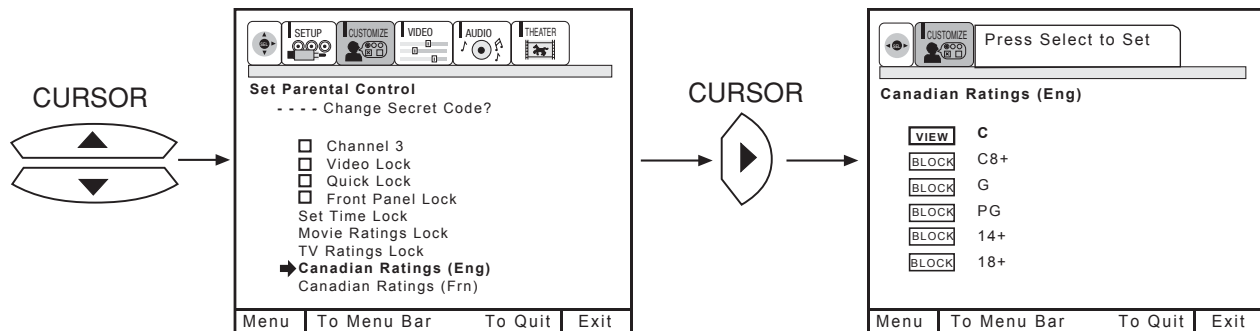 CURSOR
SETUP CUSTOMIZE VIDEO AUDIO THEATER
SEL
Set Parental Control
- - - - Change Secret Code?
Channel 3
Video Lock
Quick Lock
Front Panel Lock
Set Time Lock
Movie Ratings Lock
TV Ratings Lock
Canadian Ratings (Eng)
Canadian Ratings (Frn)
Menu To Menu Bar To Quit Exit
CURSOR
CUSTOMIZE Press Select to Set
SEL
Canadian Ratings (Eng)
VIEW C
BLOCK C8+
BLOCK G
BLOCK PG
BLOCK 14+
BLOCK 18+
Menu To Menu Bar To Quit Exit